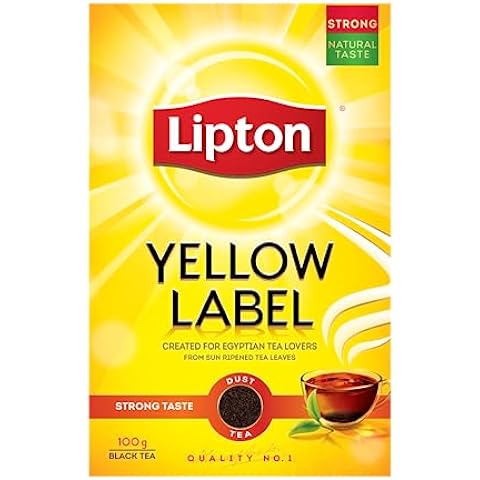 STRONG
NATURAL
TASTE
Lipton
©
YELLOW
LABEL
CREATED FOR EGYPTIAN TEA LOVERS
FROM SUN RIPENED TEA LEAVES
DUST
STRONG TASTE
TEA
100g
BLACK TEA
QUALITY NO.1